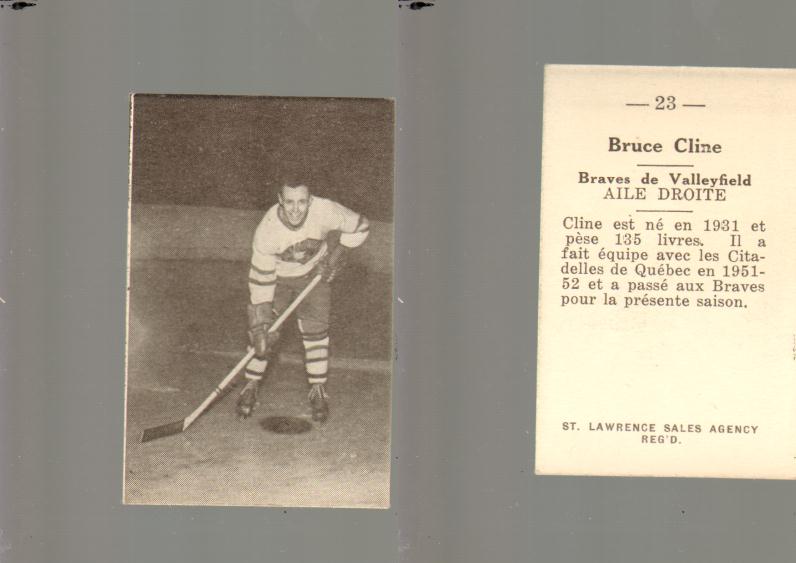 — 23 —
Bruce Cline
Braves de Valleyfield
AILE DROITE
Cline est né en 1931 et
pèse 135 livres. Il a
fait équipe avec les Cita-
delles de Québec en 1951-
52 et a passé aux Braves
pour la présente saison.
ST. LAWRENCE SALES AGENCY
REG'D.